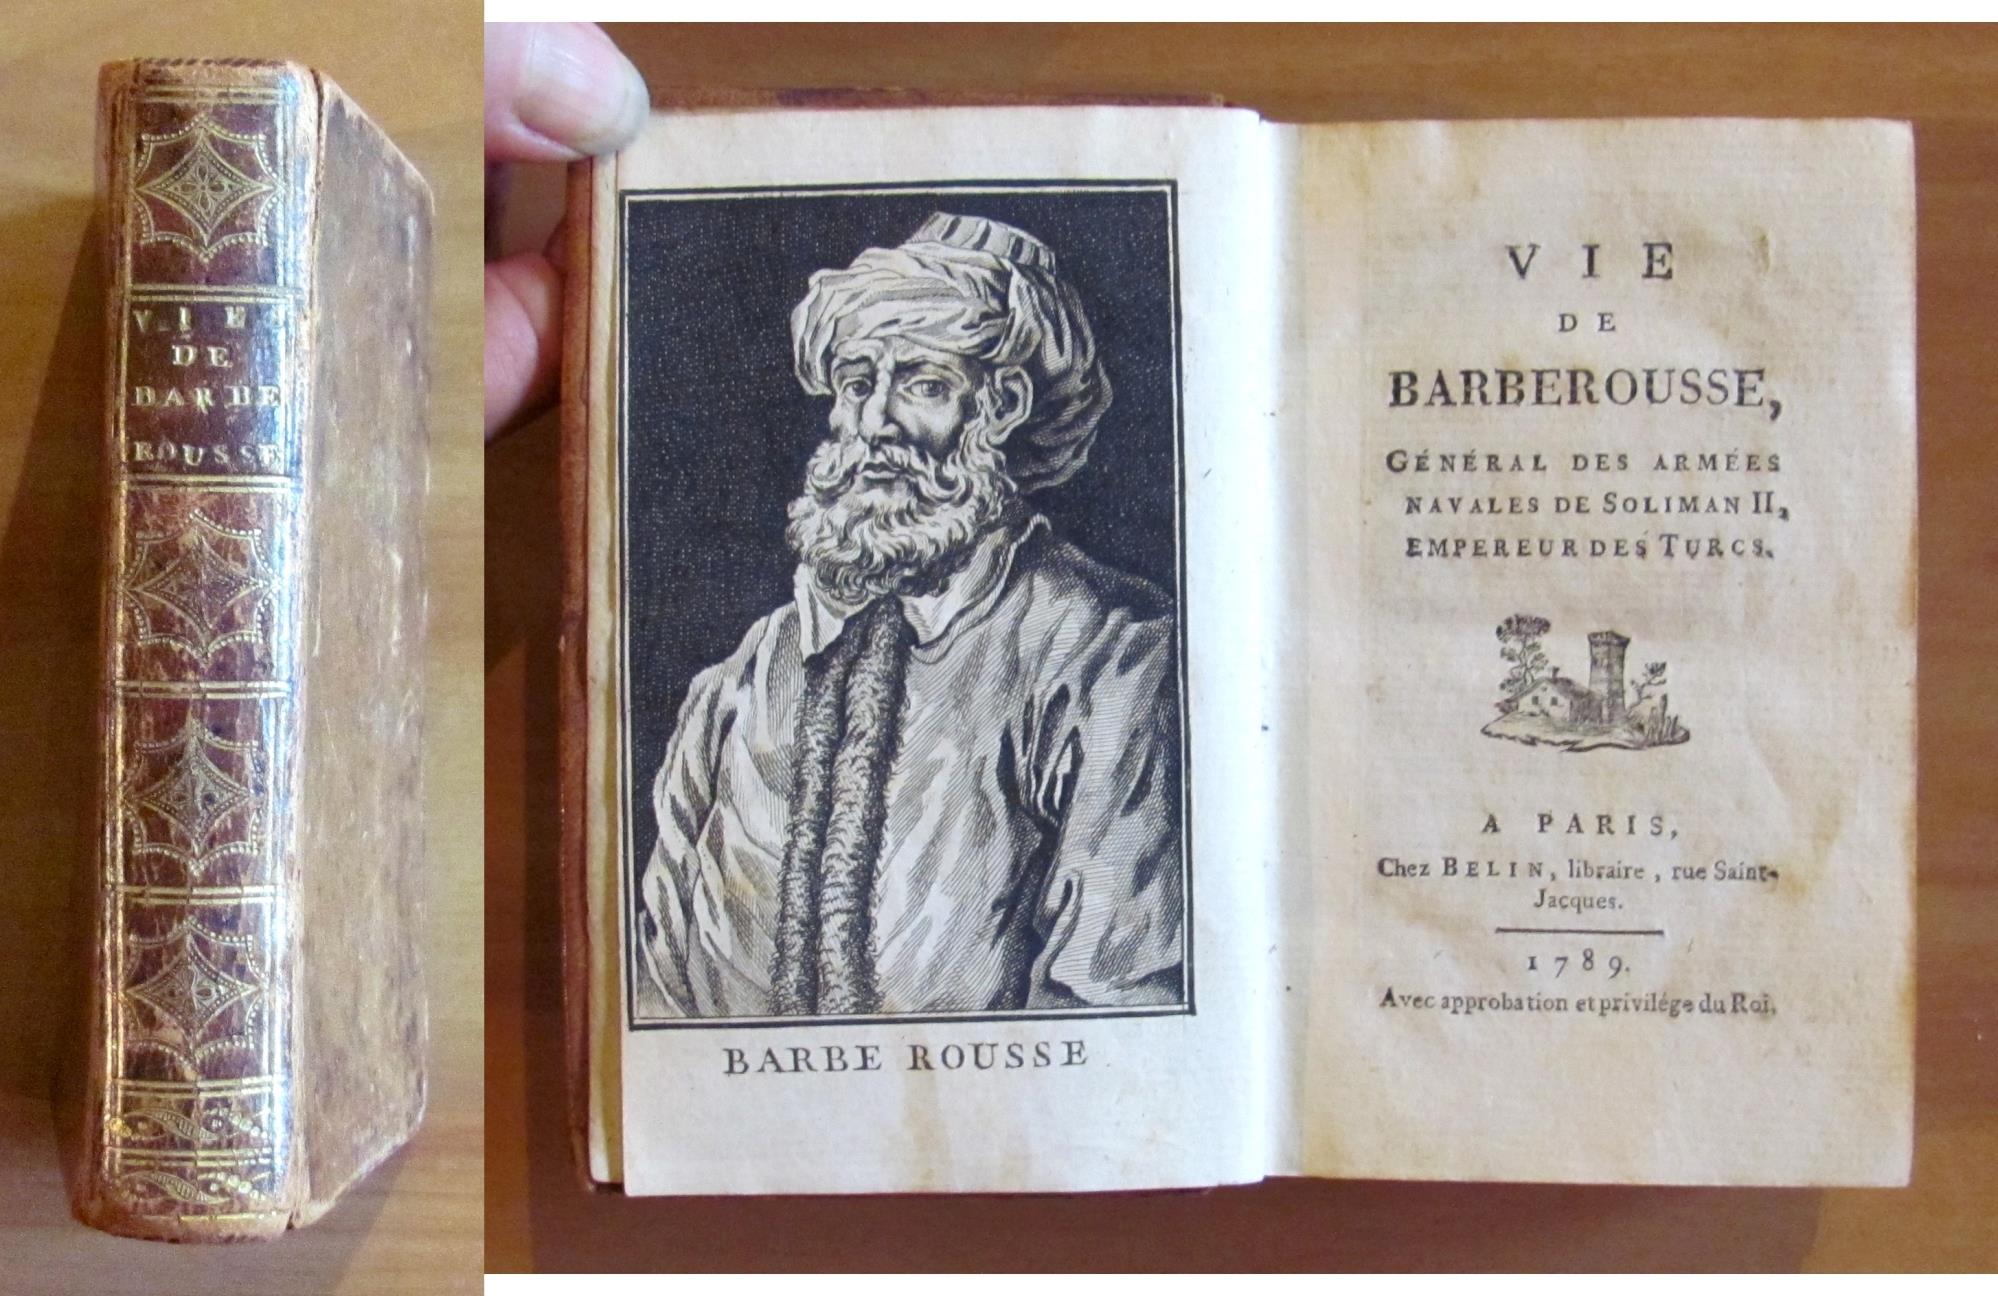 VIES
DE
BARBE
ROUSSE
BARBE ROUSSE
VIE
DE
BARBEROUSSE,
GÉNÉRAL DES ARMÉES
NAVALES DE SOLIMAN II,
EMPEREUR DES TURCS.
A PARIS,
Chez BELIN, libraire, rue Saint-
Jacques.
1789.
Avec approbation et privilége du Roi.